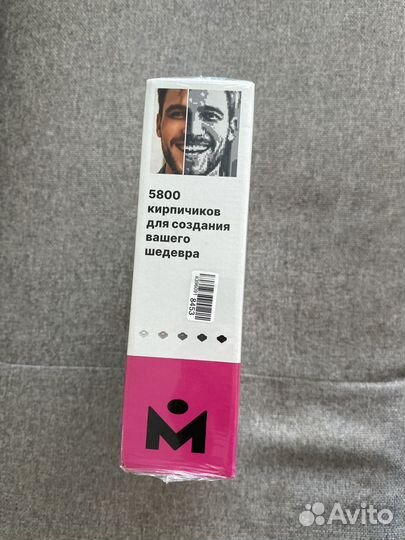 5800
кирпичиков
для создания
вашего
шедевра
8453
М
Avito